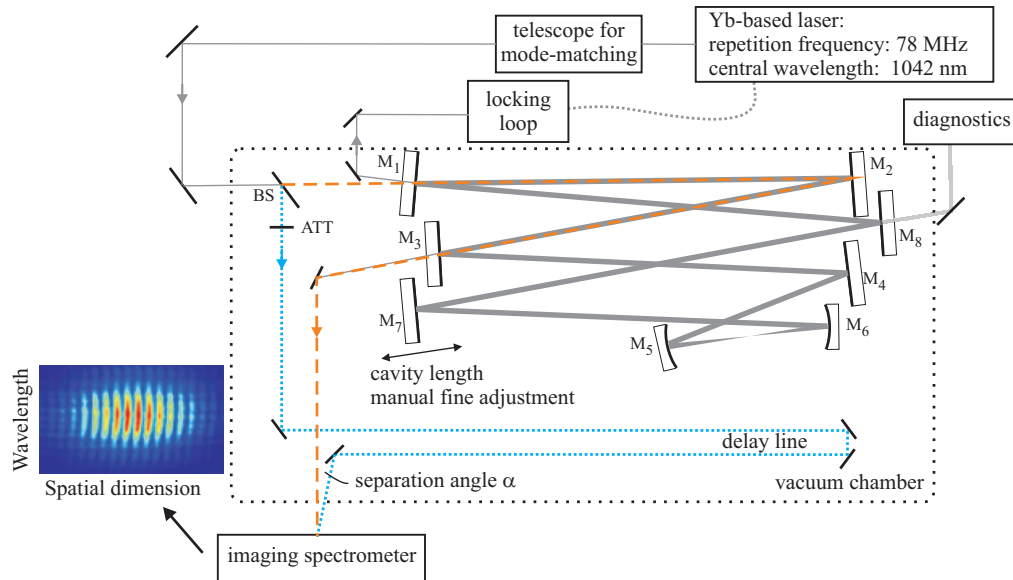 Yb-based laser:
telescope for
mode-matching
repetition frequency: 78 MHz
central wavelength: 1042 nm
locking
loop
diagnostics
M1
M2
BS
ATT
M3
M8
M4
M7
M6
M5
cavity length
manual fine adjustment
Wavelength
delay line
separation angle α
vacuum chamber
Spatial dimension
imaging spectrometer